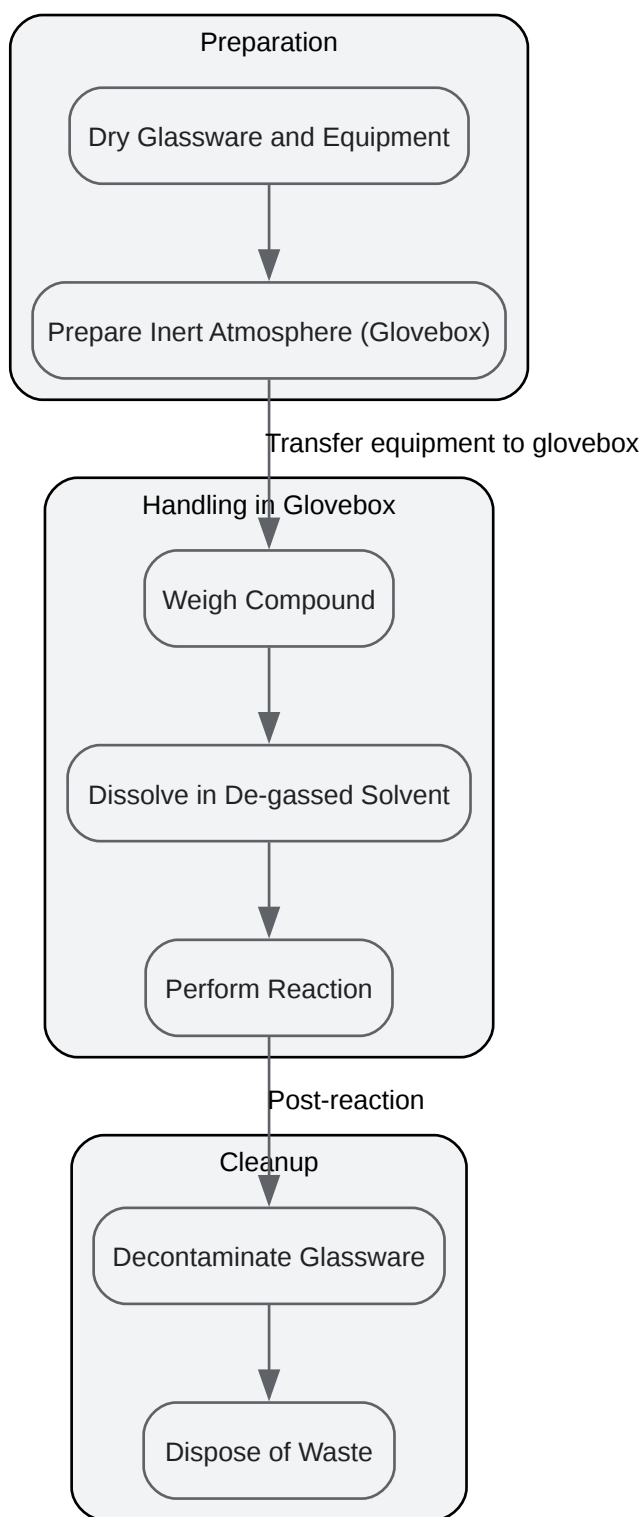 Preparation
Dry Glassware and Equipment
Prepare Inert Atmosphere (Glovebox)
Transfer equipment to glovebox
Handling in Glovebox
Weigh Compound
Dissolve in De-gassed Solvent
Perform Reaction
Post-reaction
Cleanup
Decontaminate Glassware
Dispose of Waste